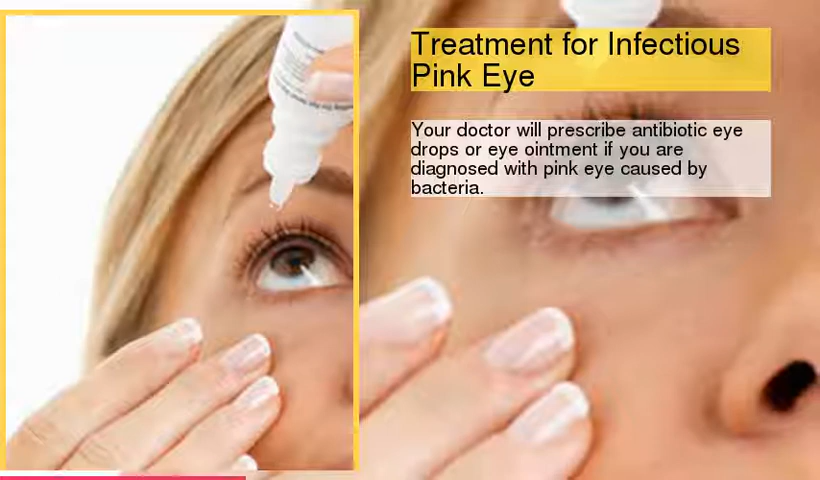 Treatment for Infectious
Pink Eye
Your doctor will prescribe antibiotic eye
drops or eye ointment if you are
diagnosed with pink eye caused by
bacteria.